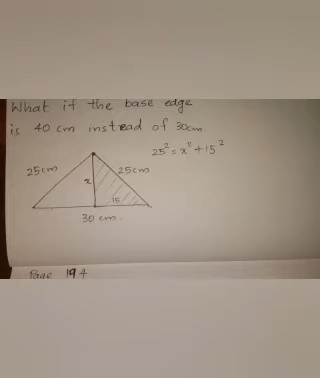 What if the base edge
is 40 cm instead of 30cm.
25² = x² + 15²
25cm
25cm
x
15
30 cm.
Page 194